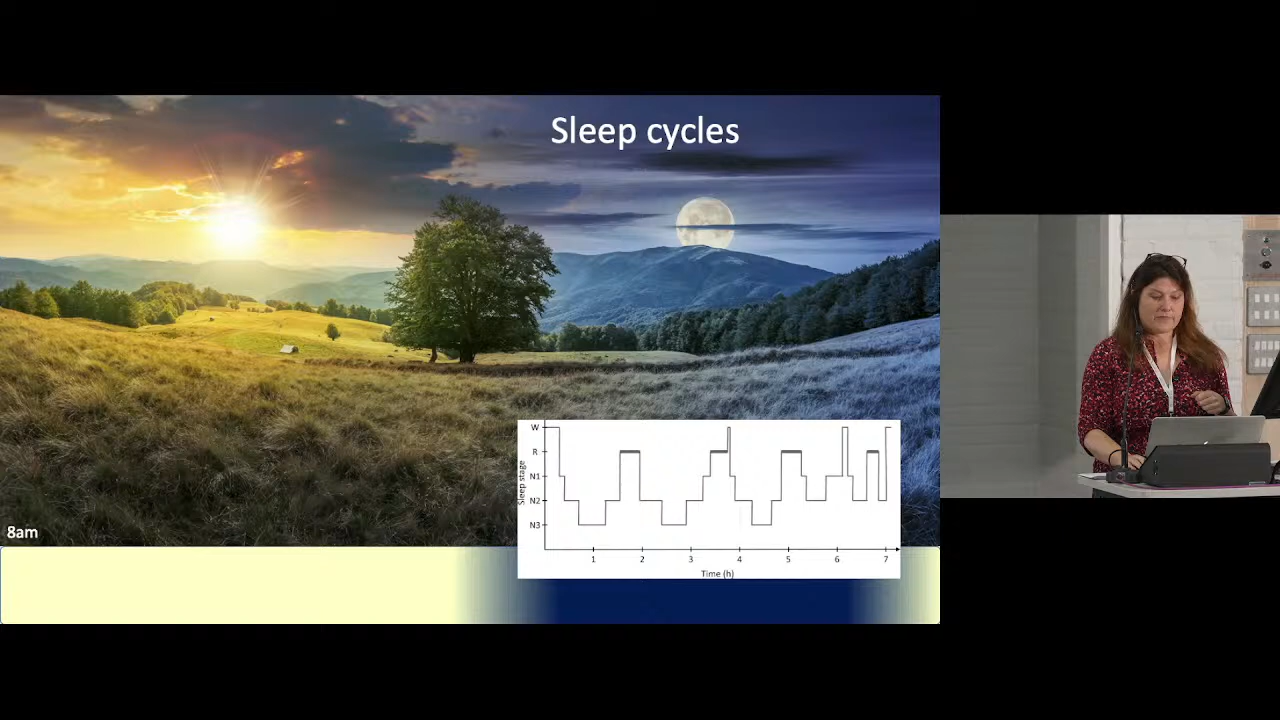 Sleep cycles
8am
Sleep stage
W
R
N1
N2
N3
1 2 3 4 5 6 7
Time (h)